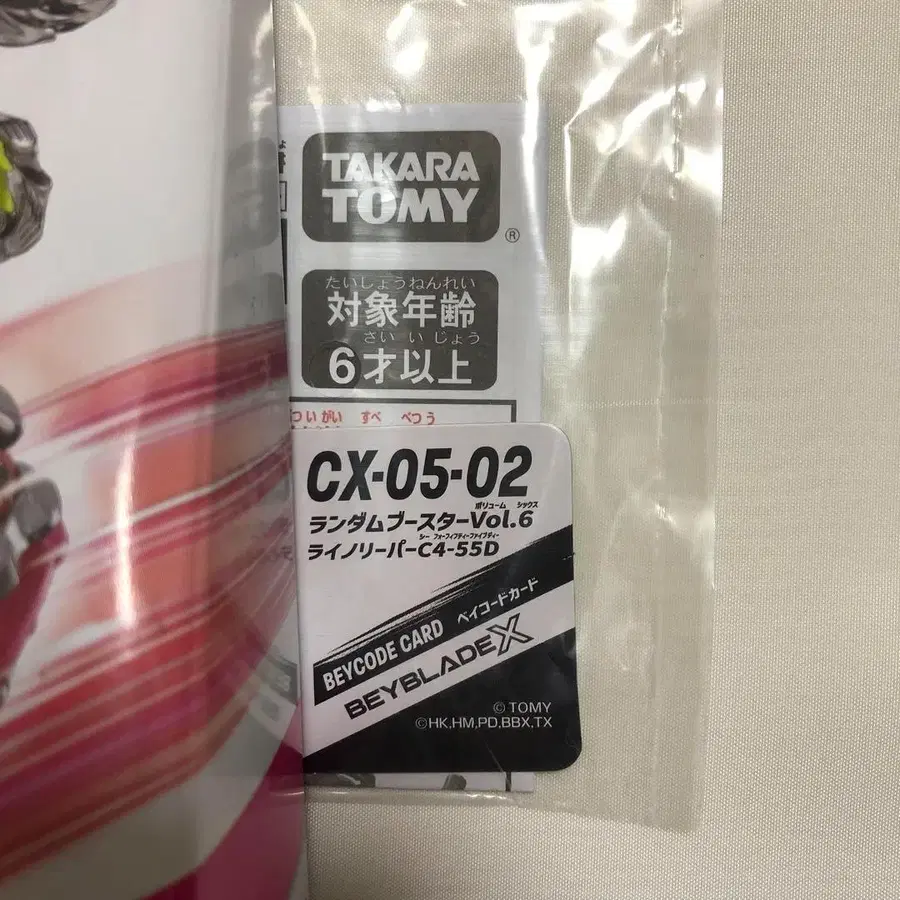 TAKARA
TOMY
®
たいしょうねんれい
対象年齢
さい いじょう
6才以上
ついがい すべ べつう
CX-05-02
ボリューム シックス
ランダムブースターVol.6
シー フォーフィフティーファイブディー
ライノリーパーC4-55D
BEYCODE CARD ベイコードカード
BEYBLADE X
© TOMY
©HK,HM,PD,BBX,TX